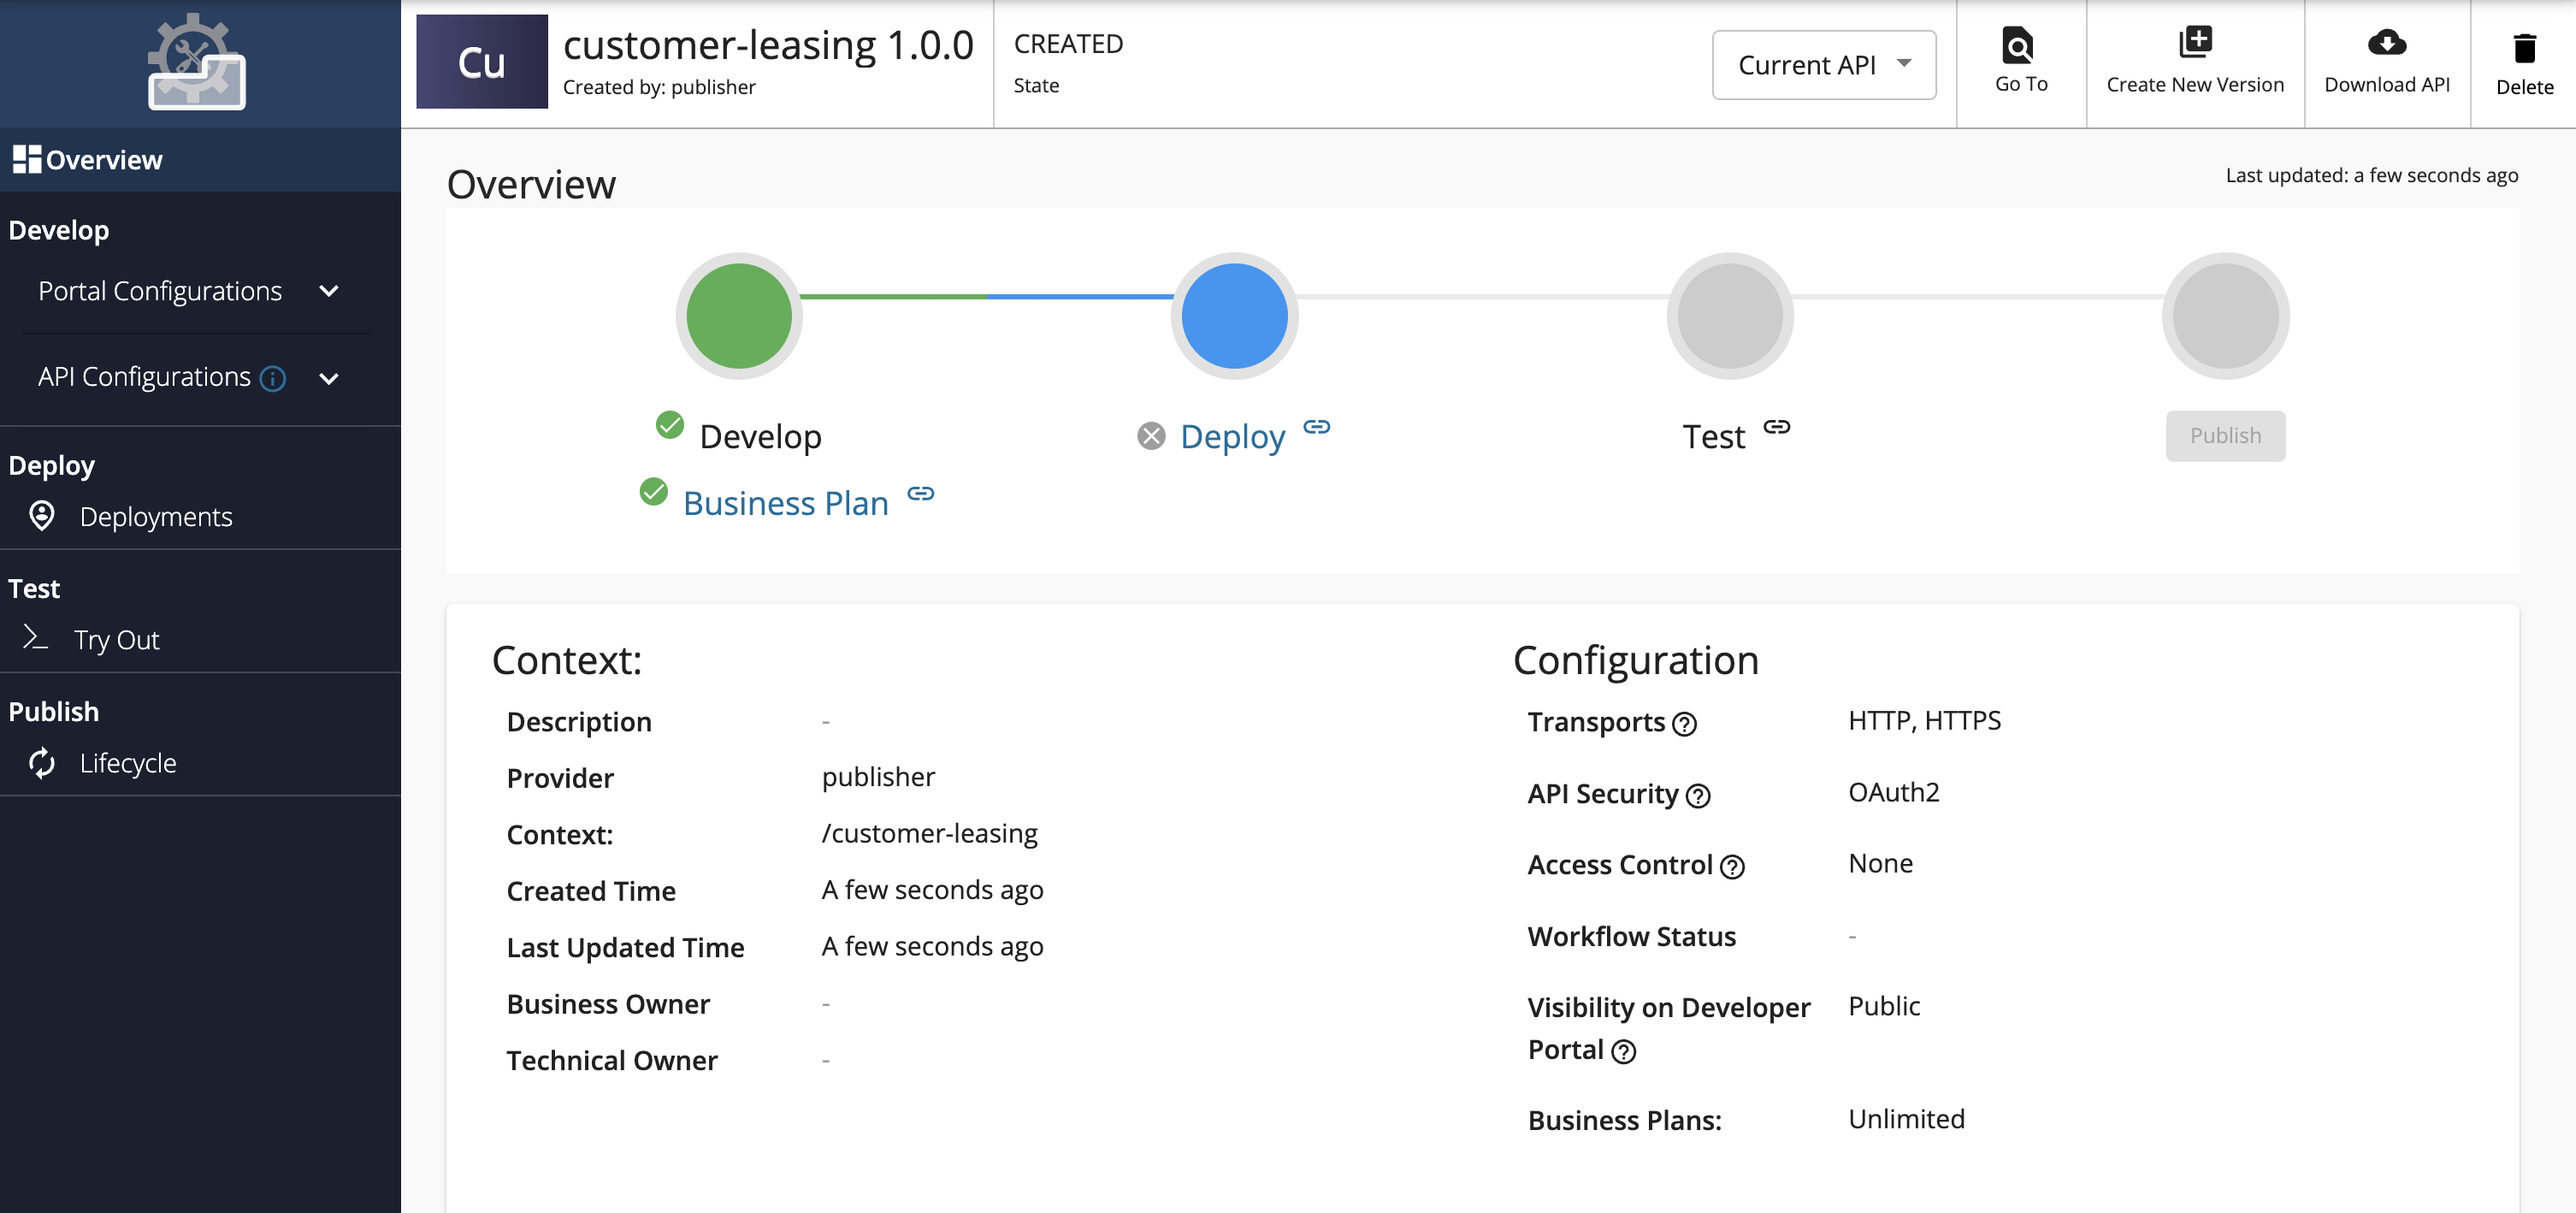 Cu
customer-leasing 1.0.0
Created by: publisher
CREATED
State
Current API
Go To
Create New Version
Download API
Delete
Overview
Develop
Portal Configurations
API Configurations
Deploy
Deployments
Test
Try Out
Publish
Lifecycle
Overview
Last updated: a few seconds ago
Develop
Business Plan
Deploy
Test
Publish
Context:
Description -
Provider publisher
Context: /customer-leasing
Created Time A few seconds ago
Last Updated Time A few seconds ago
Business Owner -
Technical Owner -
Configuration
Transports HTTP, HTTPS
API Security OAuth2
Access Control None
Workflow Status -
Visibility on Developer Public
Portal
Business Plans: Unlimited